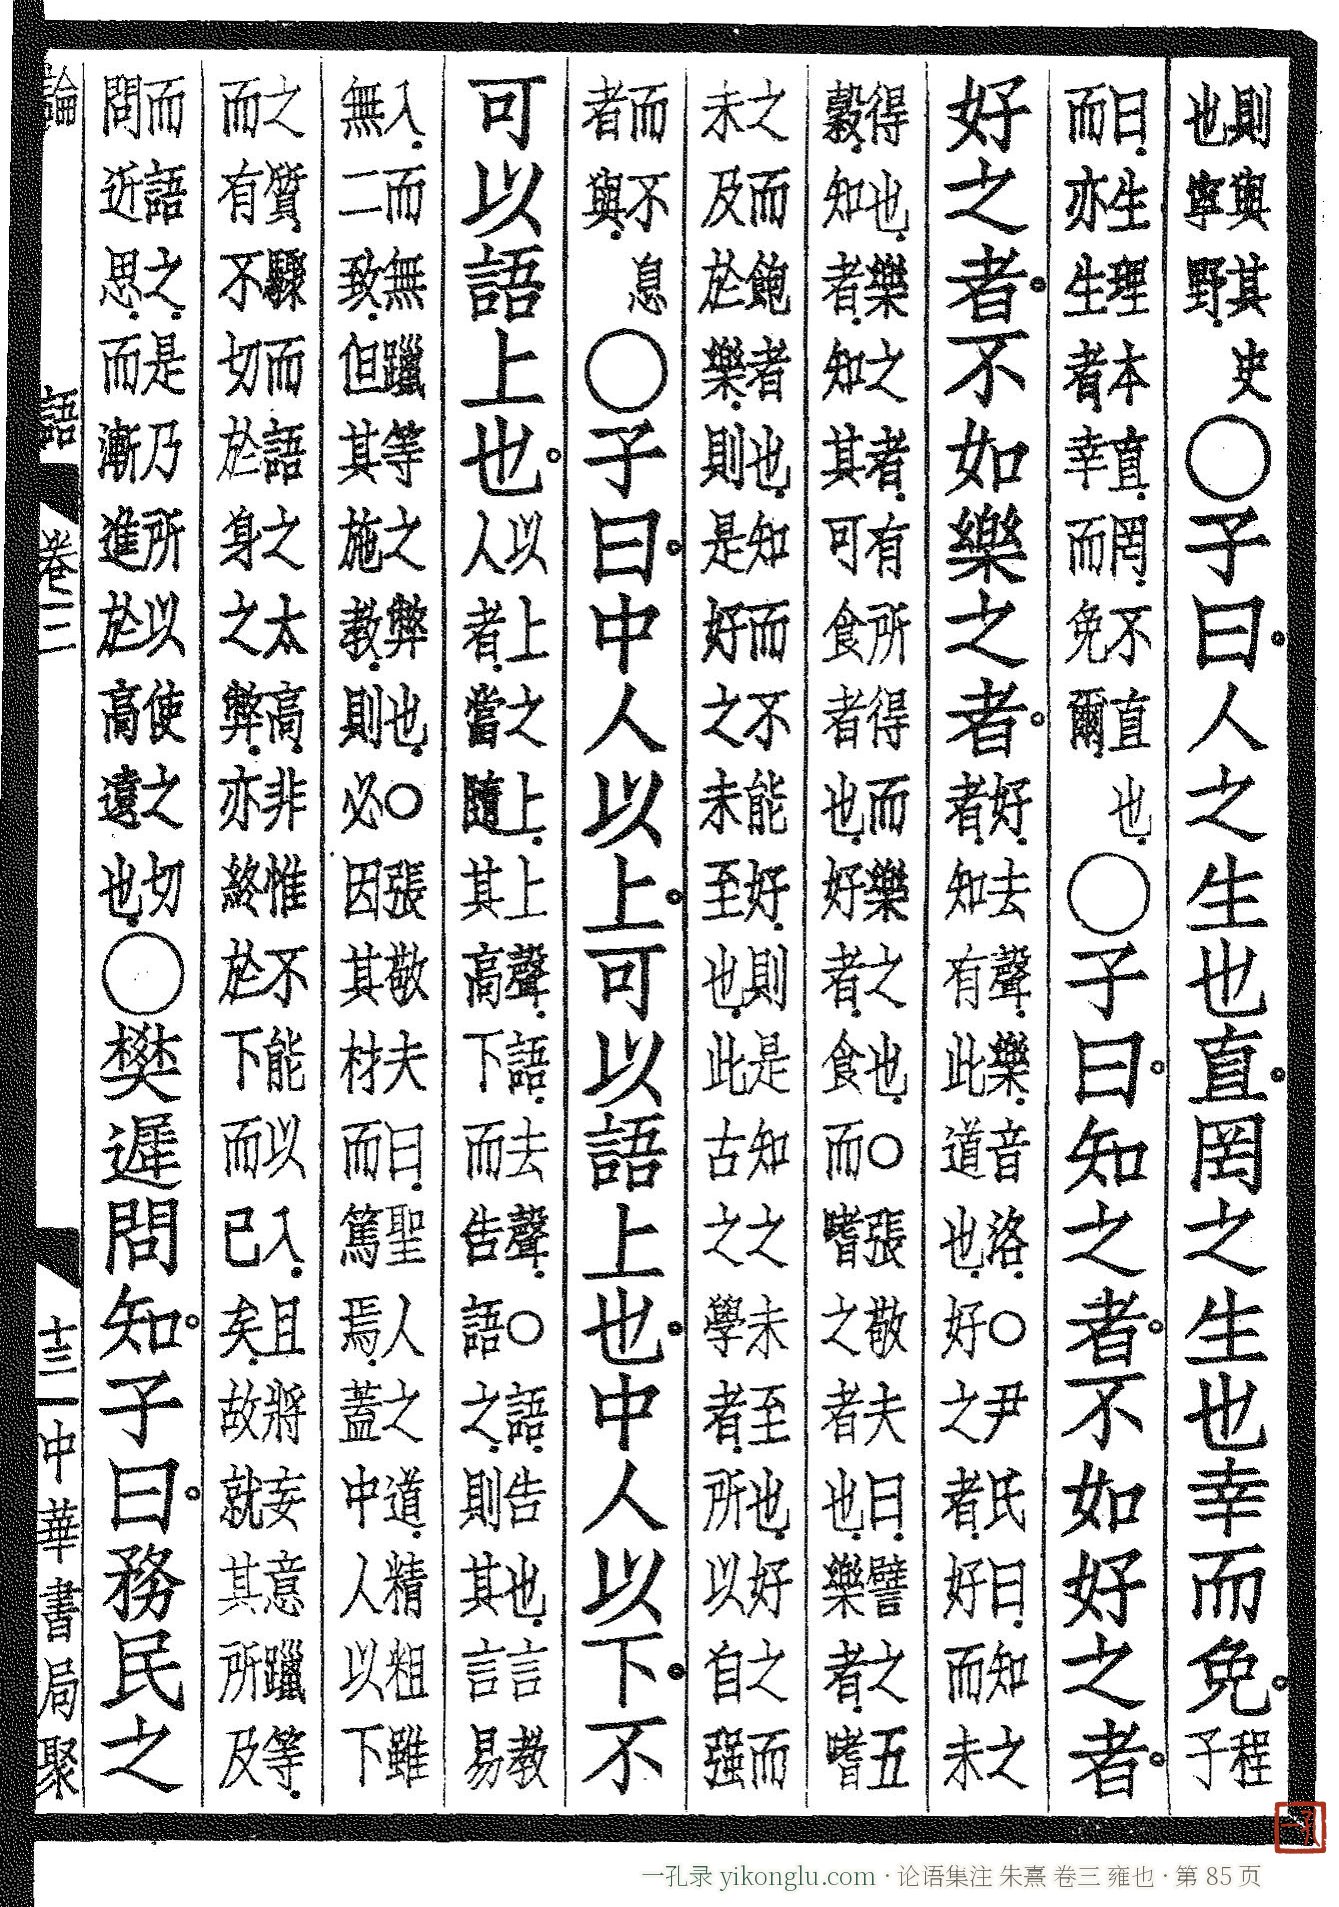 則與其史
也寧野。
○子曰。人之生也直。罔之生也幸而免。
程
子
曰。生理本直。罔。不直也。
而亦生者。幸而免爾。
○子曰。知之者。不如好之者。
好之者。不如樂之者。
好。去聲。樂。音洛。○尹氏曰。知之
者。知有此道也。好之者。好而未
得也。樂之者。有所得而樂之也。○張敬夫曰。譬之五
穀。知者。知其可食者也。好者。食而嗜之者也。樂者。嗜
之而飽者也。知而不能好。則是知之未至也。好之而
未及於樂。則是好之未至也。此古之學者。所以自强
而不息
者與。
○子曰。中人以上。可以語上也。中人以下。不
可以語上也。
以上之上。上聲。語。去聲。○語。告也。言教
人者。當隨其高下而告語之。則其言易
入。而無躐等之弊也。○張敬夫曰。聖人之道。精粗雖
無二致。但其施教。則必因其材而篤焉。蓋中人以下
之質。驟而語之太高。非惟不能以入。且將妄意躐等。
而有不切於身之弊。亦終於下而已矣。故就其所及
而語之。是乃所以使之切
問近思。而漸進於高遠也。
○樊遲問知。子曰。務民之
論語 卷三 十三 中華書局聚
一孔录 yikonglu.com · 论语集注 朱熹 卷三 雍也 · 第 85 页